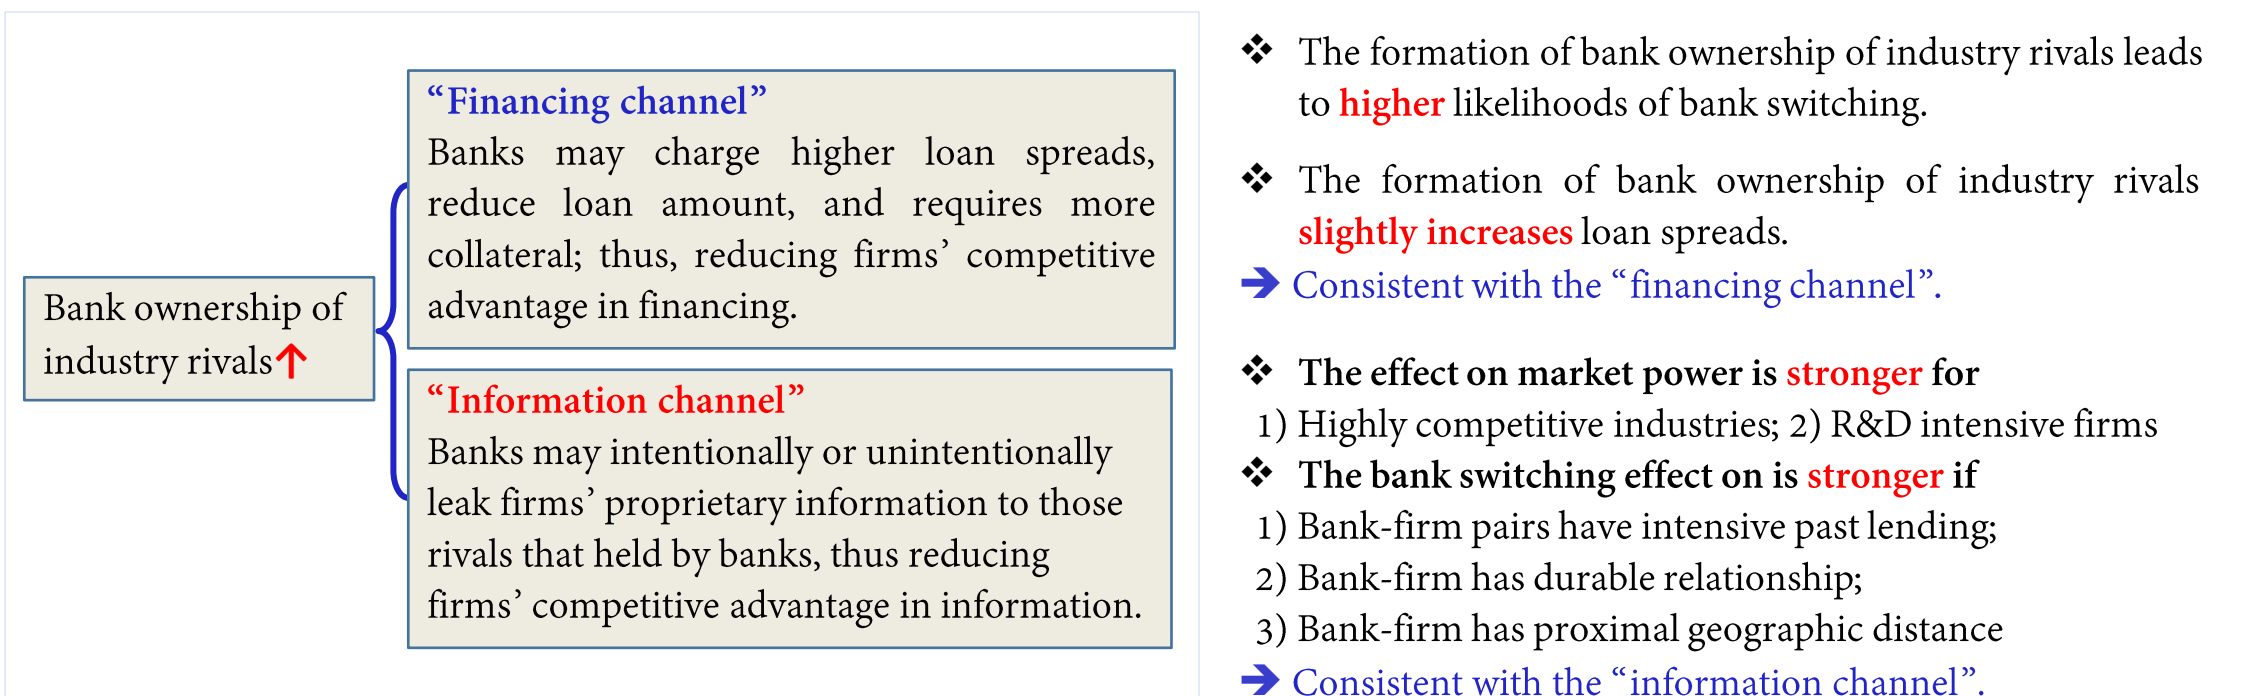 Bank ownership of
industry rivals↑
“Financing channel”
Banks may charge higher loan spreads,
reduce loan amount, and requires more
collateral; thus, reducing firms’ competitive
advantage in financing.
“Information channel”
Banks may intentionally or unintentionally
leak firms’ proprietary information to those
rivals that held by banks, thus reducing
firms’ competitive advantage in information.
❖ The formation of bank ownership of industry rivals leads
to higher likelihoods of bank switching.
❖ The formation of bank ownership of industry rivals
slightly increases loan spreads.
➔ Consistent with the “financing channel”.
❖ The effect on market power is stronger for
1) Highly competitive industries; 2) R&D intensive firms
❖ The bank switching effect on is stronger if
1) Bank-firm pairs have intensive past lending;
2) Bank-firm has durable relationship;
3) Bank-firm has proximal geographic distance
➔ Consistent with the “information channel”.